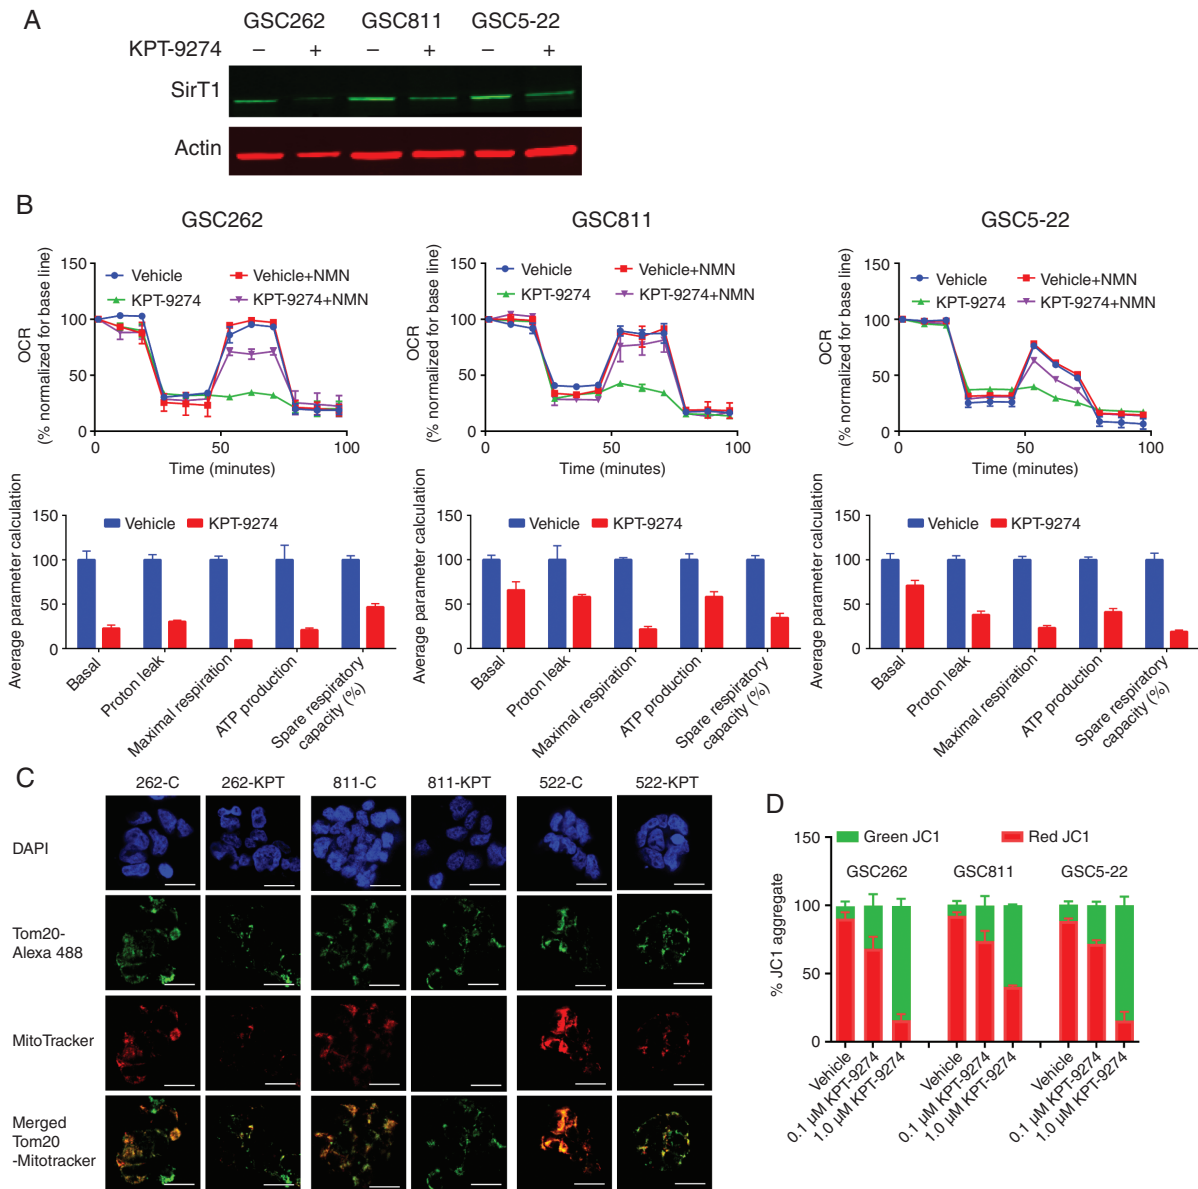 A
GSC262 GSC811 GSC5-22
KPT-9274 – + – + – +
SirT1
Actin
B
GSC262
150
100
50
0
OCR
(% normalized for base line)
Vehicle
Vehicle+NMN
KPT-9274
KPT-9274+NMN
0 50 100
Time (minutes)
GSC811
150
100
50
0
OCR
(% normalized for base line)
Vehicle
Vehicle+NMN
KPT-9274
KPT-9274+NMN
0 50 100
Time (minutes)
GSC5-22
150
100
50
0
OCR
(% normalized for base line)
Vehicle
Vehicle+NMN
KPT-9274
KPT-9274+NMN
0 50 100
Time (minutes)
Average parameter calculation
150
100
50
0
Vehicle KPT-9274
Basal
Proton leak
Maximal respiration
ATP production
Spare respiratory
capacity (%)
Average parameter calculation
150
100
50
0
Vehicle KPT-9274
Basal
Proton leak
Maximal respiration
ATP production
Spare respiratory
capacity (%)
Average parameter calculation
150
100
50
0
Vehicle KPT-9274
Basal
Proton leak
Maximal respiration
ATP production
Spare respiratory
capacity (%)
C
262-C 262-KPT 811-C 811-KPT 522-C 522-KPT
DAPI
Tom20-
Alexa 488
MitoTracker
Merged
Tom20
-Mitotracker
D
Green JC1 Red JC1
GSC262 GSC811 GSC5-22
% JC1 aggregate
150
100
50
0
Vehicle
0.1 µM KPT-9274
1.0 µM KPT-9274
Vehicle
0.1 µM KPT-9274
1.0 µM KPT-9274
Vehicle
0.1 µM KPT-9274
1.0 µM KPT-9274